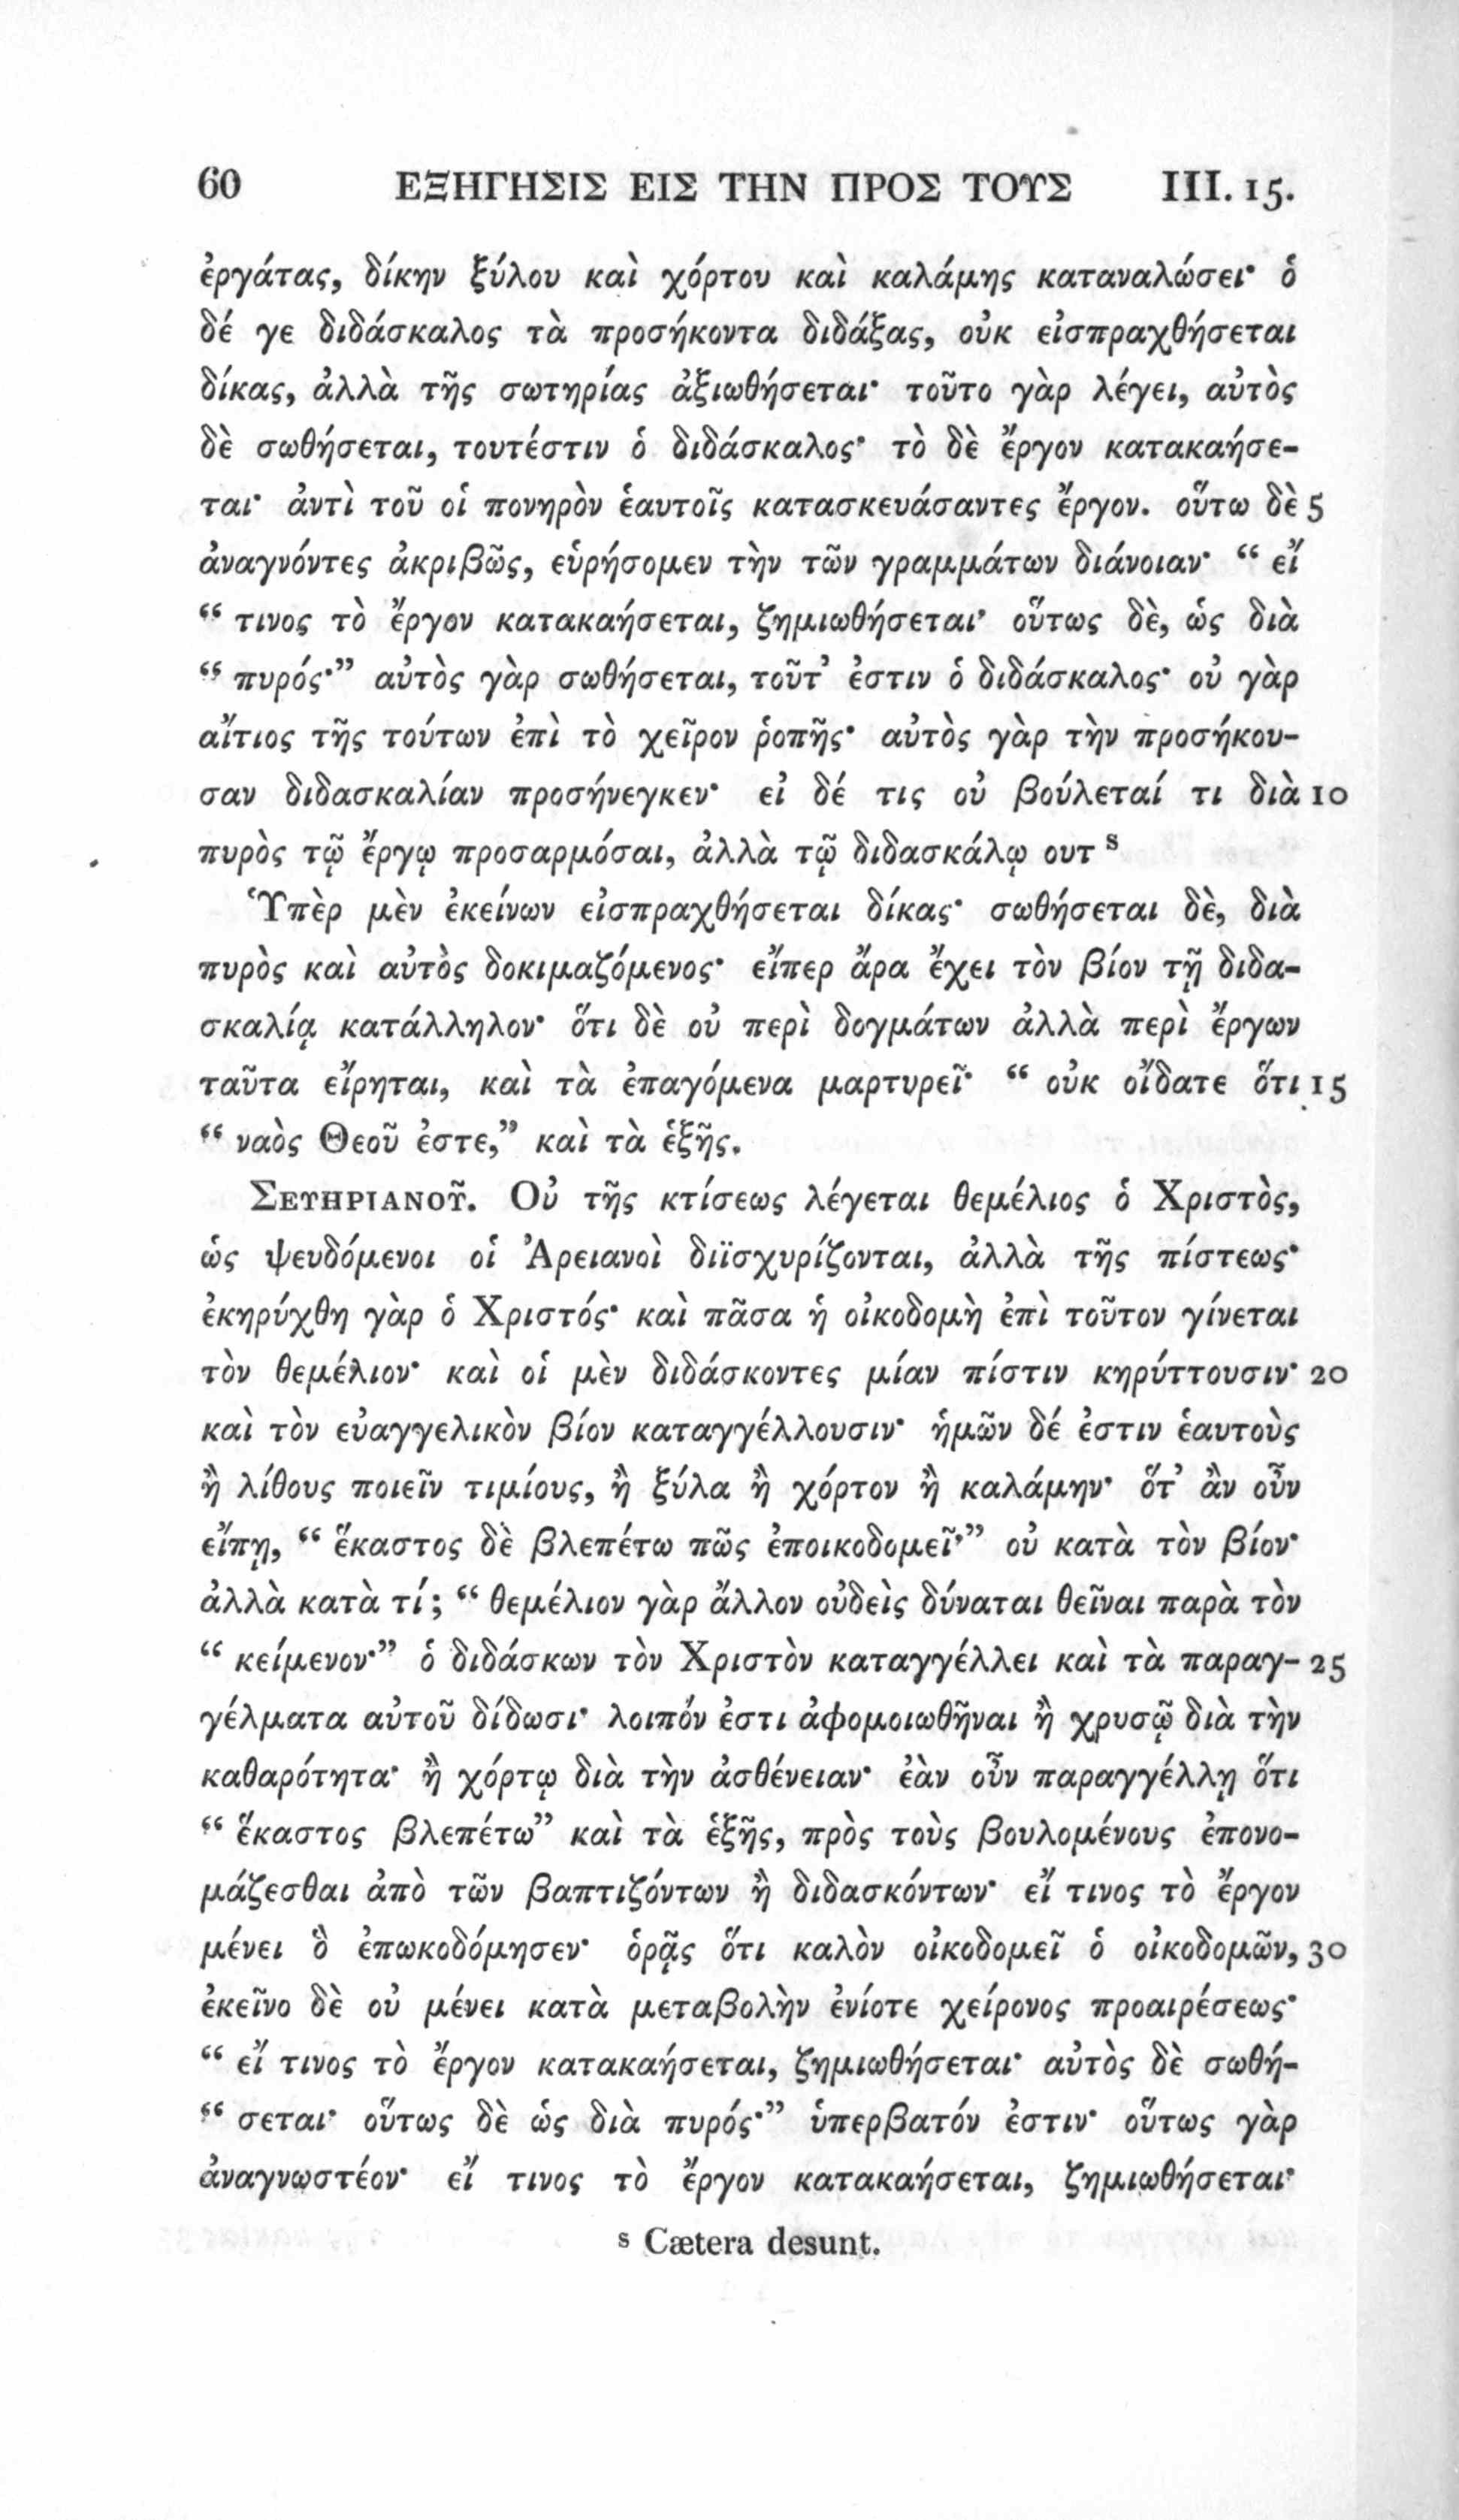 60 ΕΞΗΓΗΣΙΣ ΕΙΣ ΤΗΝ ΠΡΟΣ ΤΟΥΣ III. 15.
ἐργάτας, δίκην ξύλου καὶ χόρτου καὶ καλάμης καταναλώσει· ὁ
δέ γε διδάσκαλος τὰ προσήκοντα διδάξας, οὐκ εἰσπραχθήσεται
δίκας, ἀλλὰ τῆς σωτηρίας ἀξιωθήσεται· τοῦτο γὰρ λέγει, αὐτὸς
δὲ σωθήσεται, τουτέστιν ὁ διδάσκαλος· τὸ δὲ ἔργον κατακαήσε-
ται· ἀντὶ τοῦ οἱ πονηρὸν ἑαυτοῖς κατασκευάσαντες ἔργον. οὕτω δὲ 5
ἀναγνόντες ἀκριβῶς, εὑρήσομεν τὴν τῶν γραμμάτων διάνοιαν· “ εἴ
“ τινος τὸ ἔργον κατακαήσεται, ζημιωθήσεται· οὕτως δὲ, ὡς διὰ
“ πυρός·” αὐτὸς γὰρ σωθήσεται, τοῦτ’ ἐστιν ὁ διδάσκαλος· οὐ γὰρ
αἴτιος τῆς τούτων ἐπὶ τὸ χεῖρον ῥοπῆς· αὐτὸς γὰρ τὴν προσήκου-
σαν διδασκαλίαν προσήνεγκεν· εἰ δέ τις οὐ βούλεταί τι διὰ 10
πυρὸς τῷ ἔργῳ προσαρμόσαι, ἀλλὰ τῷ διδασκάλῳ ουτ s
Ὑπὲρ μὲν ἐκείνων εἰσπραχθήσεται δίκας· σωθήσεται δὲ, διὰ
πυρὸς καὶ αὐτὸς δοκιμαζόμενος· εἴπερ ἄρα ἔχει τὸν βίον τῇ διδα-
σκαλίᾳ κατάλληλον· ὅτι δὲ οὐ περὶ δογμάτων ἀλλὰ περὶ ἔργων
ταῦτα εἴρηται, καὶ τὰ ἐπαγόμενα μαρτυρεῖ· “ οὐκ οἴδατε ὅτι 15
“ ναὸς Θεοῦ ἐστε,” καὶ τὰ ἑξῆς.
ΣΕΥΗΡΙΑΝΟΥ͂. Οὐ τῆς κτίσεως λέγεται θεμέλιος ὁ Χριστὸς,
ὡς ψευδόμενοι οἱ Ἀρειανοὶ διϊσχυρίζονται, ἀλλὰ τῆς πίστεως·
ἐκηρύχθη γὰρ ὁ Χριστός· καὶ πᾶσα ἡ οἰκοδομὴ ἐπὶ τοῦτον γίνεται
τὸν θεμέλιον· καὶ οἱ μὲν διδάσκοντες μίαν πίστιν κηρύττουσιν· 20
καὶ τὸν εὐαγγελικὸν βίον καταγγέλλουσιν· ἡμῶν δέ ἐστιν ἑαυτοὺς
ἢ λίθους ποιεῖν τιμίους, ἢ ξύλα ἢ χόρτον ἢ καλάμην· ὅτ’ ἂν οὖν
εἴπῃ, “ ἕκαστος δὲ βλεπέτω πῶς ἐποικοδομεῖ·” οὐ κατὰ τὸν βίον·
ἀλλὰ κατὰ τί; “ θεμέλιον γὰρ ἄλλον οὐδεὶς δύναται θεῖναι παρὰ τὸν
“ κείμενον·” ὁ διδάσκων τὸν Χριστὸν καταγγέλλει καὶ τὰ παραγ- 25
γέλματα αὐτοῦ δίδωσι· λοιπόν ἐστι ἀφομοιωθῆναι ἢ χρυσῷ διὰ τὴν
καθαρότητα· ἢ χόρτῳ διὰ τὴν ἀσθένειαν· ἐὰν οὖν παραγγέλλῃ ὅτι
“ ἕκαστος βλεπέτω” καὶ τὰ ἑξῆς, πρὸς τοὺς βουλομένους ἐπονο-
μάζεσθαι ἀπὸ τῶν βαπτιζόντων ἢ διδασκόντων· εἴ τινος τὸ ἔργον
μένει ὃ ἐπωκοδόμησεν· ὁρᾷς ὅτι καλὸν οἰκοδομεῖ ὁ οἰκοδομῶν, 30
ἐκεῖνο δὲ οὐ μένει κατὰ μεταβολὴν ἐνίοτε χείρονος προαιρέσεως·
“ εἴ τινος τὸ ἔργον κατακαήσεται, ζημιωθήσεται· αὐτὸς δὲ σωθή-
“ σεται· οὕτως δὲ ὡς διὰ πυρός·” ὑπερβατόν ἐστιν· οὕτως γὰρ
ἀναγνωστέον· εἴ τινος τὸ ἔργον κατακαήσεται, ζημιωθήσεται·
s Cætera desunt.